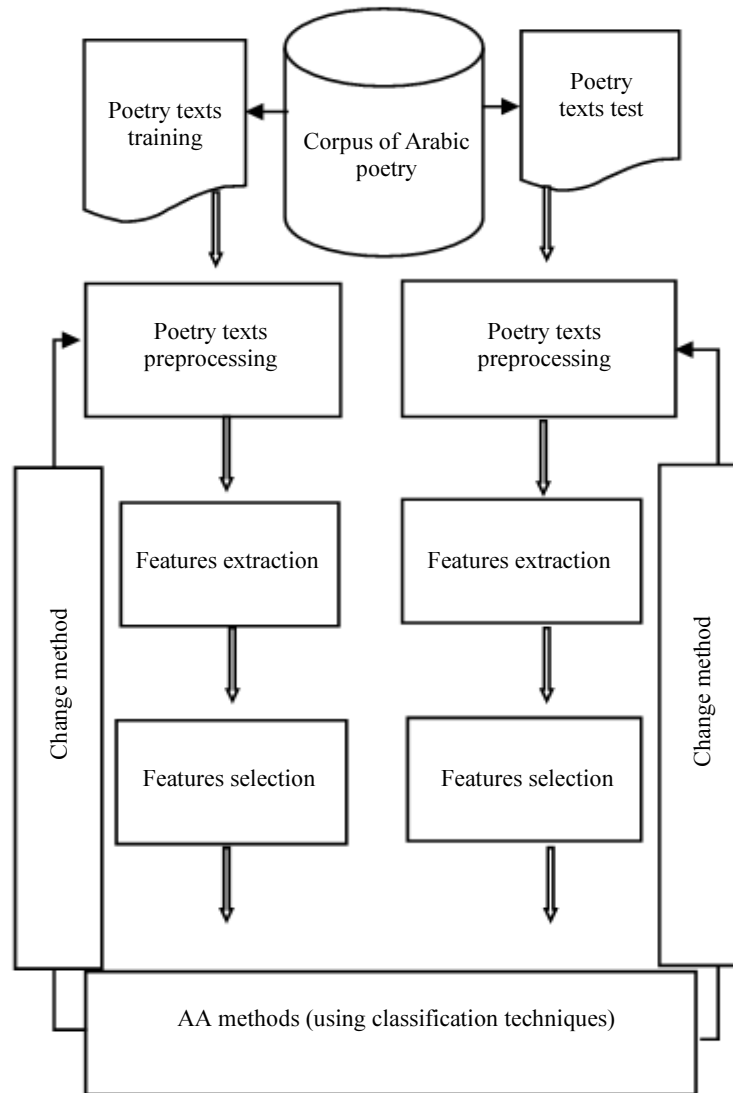 Poetry texts
training
Corpus of Arabic
poetry
Poetry
texts test
Poetry texts
preprocessing
Poetry texts
preprocessing
Features extraction
Features extraction
Change method
Change method
Features selection
Features selection
AA methods (using classification techniques)